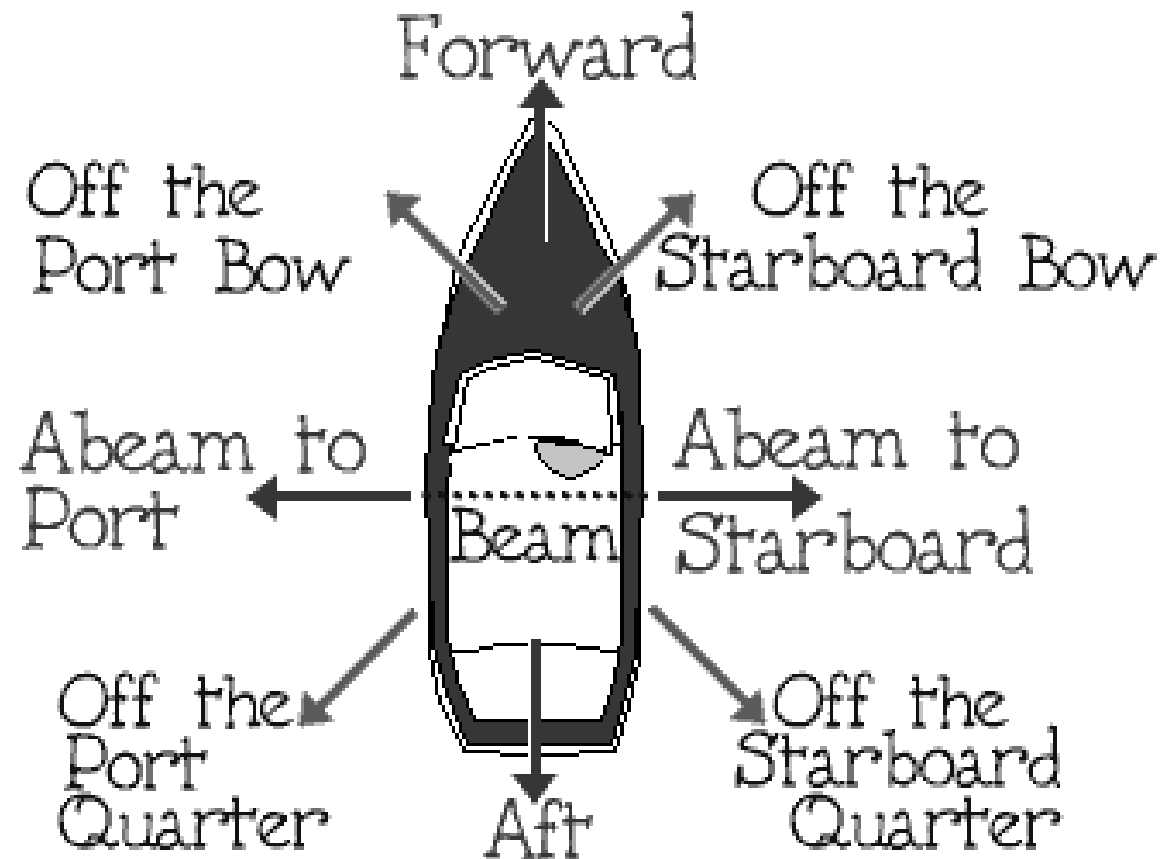 Forward
Off the
Port Bow
Off the
Starboard Bow
Abeam to
Port
Beam
Abeam to
Starboard
Off the
Port
Quarter
Aft
Off the
Starboard
Quarter